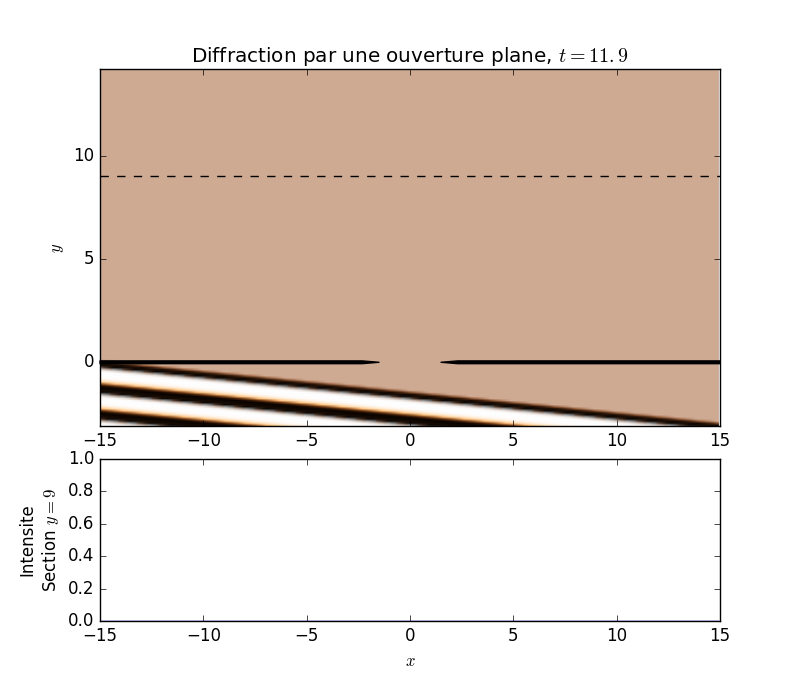 Diffraction par une ouverture plane, t = 11.9
10
5
0
y
−15 −10 −5 0 5 10 15
1.0
0.8
0.6
0.4
0.2
0.0
Intensite
Section y = 9
−15 −10 −5 0 5 10 15
x